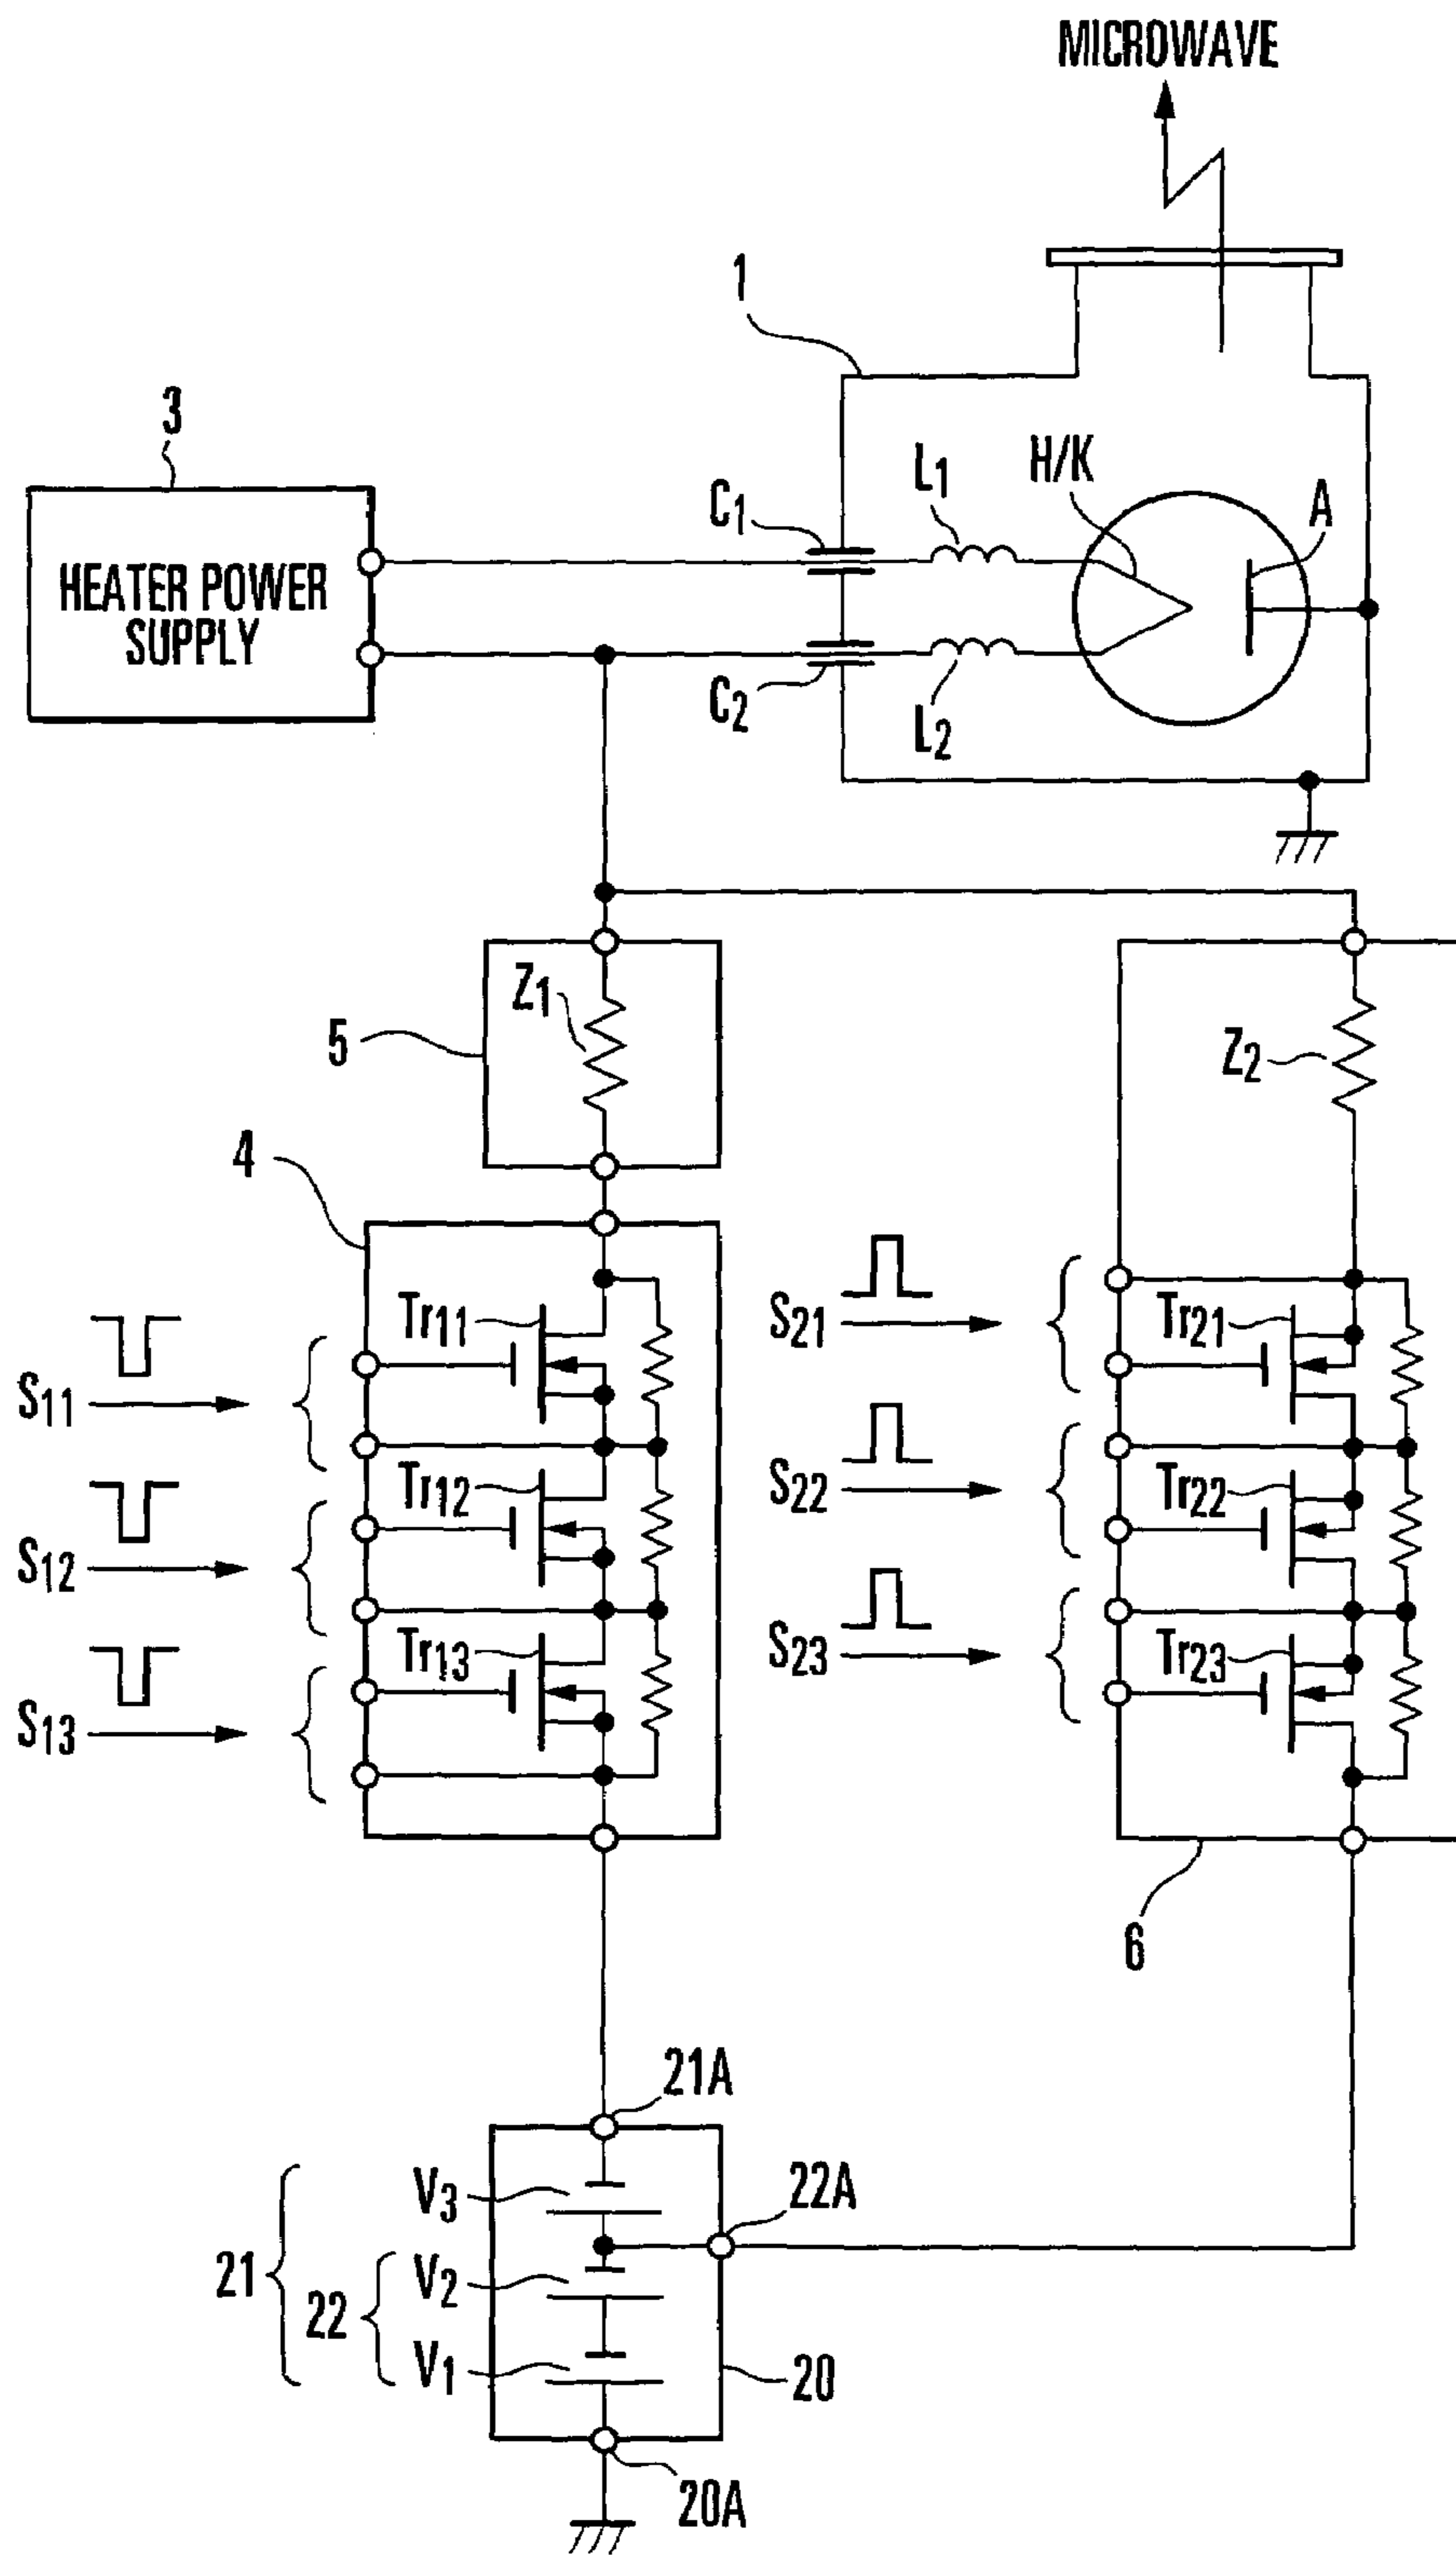 MICROWAVE
1
3
HEATER POWER
SUPPLY
C1
L1
H/K
A
C2
L2
Z1
5
Z2
4
S11
Tr11
S21
Tr21
S12
Tr12
S22
Tr22
S13
Tr13
S23
Tr23
6
21A
V3
22A
21
V2
22
V1
20
20A